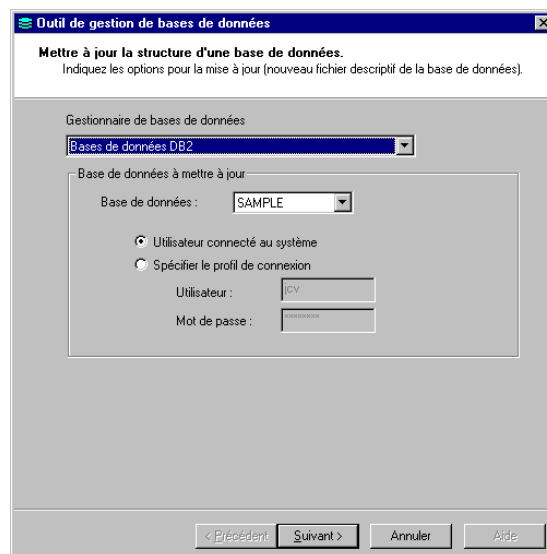 Outil de gestion de bases de données
Mettre à jour la structure d'une base de données.
Indiquez les options pour la mise à jour (nouveau fichier descriptif de la base de données).
Gestionnaire de bases de données
Bases de données DB2
Base de données à mettre à jour
Base de données : SAMPLE
Utilisateur connecté au système
Spécifier le profil de connexion
Utilisateur : jcv
Mot de passe : ********
< Précédent Suivant > Annuler Aide